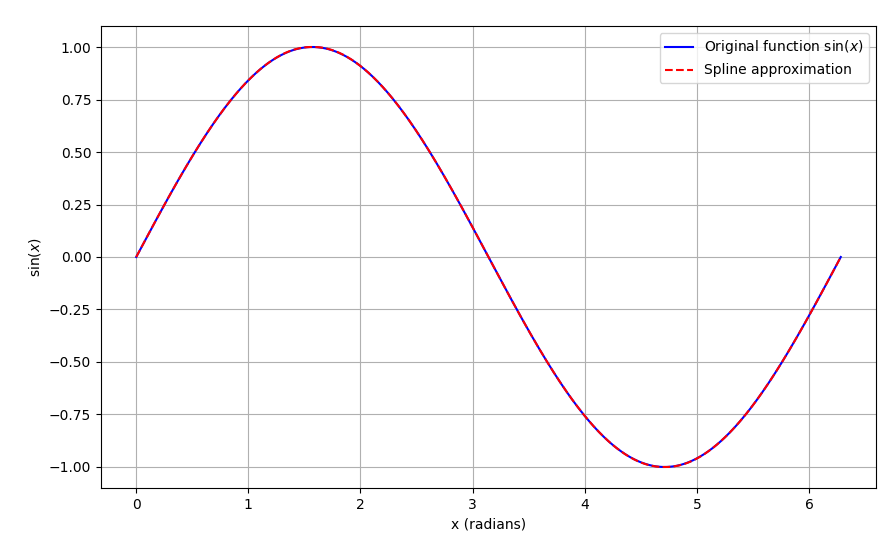 Original function sin(x)
Spline approximation
1.00
0.75
0.50
0.25
0.00
−0.25
−0.50
−0.75
−1.00
sin(x)
0 1 2 3 4 5 6
x (radians)